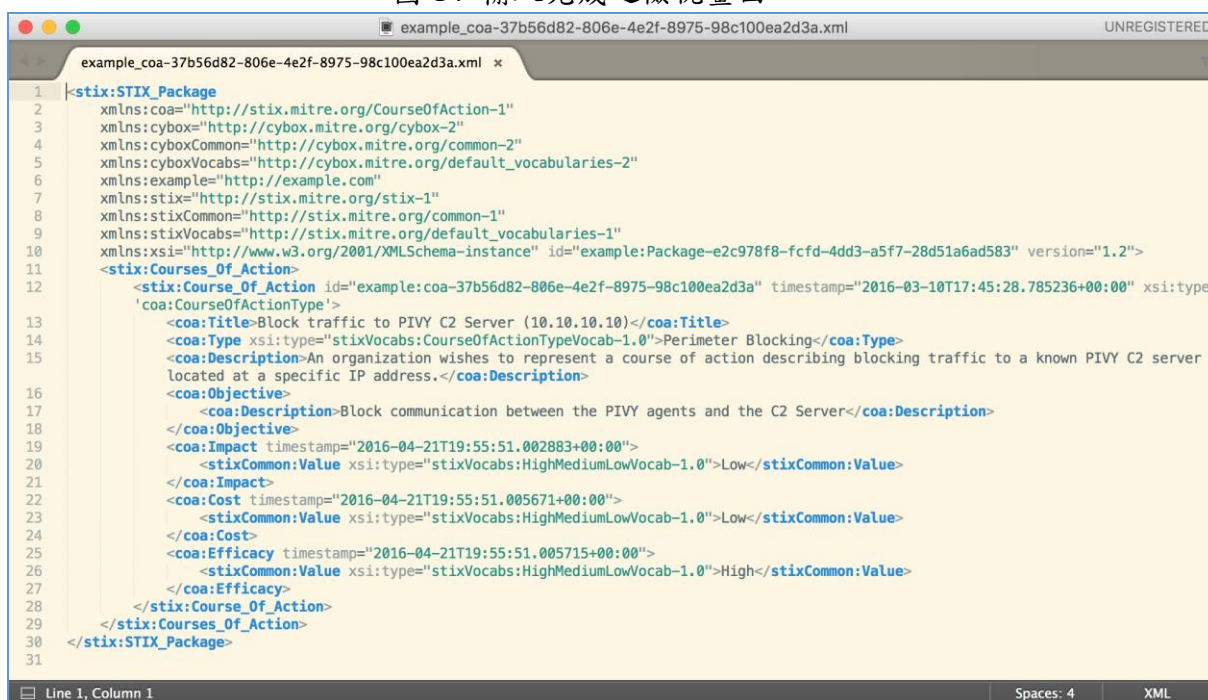 example_coa-37b56d82-806e-4e2f-8975-98c100ea2d3a.xml
UNREGISTERED
example_coa-37b56d82-806e-4e2f-8975-98c100ea2d3a.xml ×
1 <stix:STIX_Package
2 xmlns:coa="http://stix.mitre.org/CourseOfAction-1"
3 xmlns:cybox="http://cybox.mitre.org/cybox-2"
4 xmlns:cyboxCommon="http://cybox.mitre.org/common-2"
5 xmlns:cyboxVocabs="http://cybox.mitre.org/default_vocabularies-2"
6 xmlns:example="http://example.com"
7 xmlns:stix="http://stix.mitre.org/stix-1"
8 xmlns:stixCommon="http://stix.mitre.org/common-1"
9 xmlns:stixVocabs="http://stix.mitre.org/default_vocabularies-1"
10 xmlns:xsi="http://www.w3.org/2001/XMLSchema-instance" id="example:Package-e2c978f8-fcfd-4dd3-a5f7-28d51a6ad583" version="1.2">
11 <stix:Courses_Of_Action>
12 <stix:Course_Of_Action id="example:coa-37b56d82-806e-4e2f-8975-98c100ea2d3a" timestamp="2016-03-10T17:45:28.785236+00:00" xsi:type
'coa:CourseOfActionType'>
13 <coa:Title>Block traffic to PIVY C2 Server (10.10.10.10)</coa:Title>
14 <coa:Type xsi:type="stixVocabs:CourseOfActionTypeVocab-1.0">Perimeter Blocking</coa:Type>
15 <coa:Description>An organization wishes to represent a course of action describing blocking traffic to a known PIVY C2 server
located at a specific IP address.</coa:Description>
16 <coa:Objective>
17 <coa:Description>Block communication between the PIVY agents and the C2 Server</coa:Description>
18 </coa:Objective>
19 <coa:Impact timestamp="2016-04-21T19:55:51.002883+00:00">
20 <stixCommon:Value xsi:type="stixVocabs:HighMediumLowVocab-1.0">Low</stixCommon:Value>
21 </coa:Impact>
22 <coa:Cost timestamp="2016-04-21T19:55:51.005671+00:00">
23 <stixCommon:Value xsi:type="stixVocabs:HighMediumLowVocab-1.0">Low</stixCommon:Value>
24 </coa:Cost>
25 <coa:Efficacy timestamp="2016-04-21T19:55:51.005715+00:00">
26 <stixCommon:Value xsi:type="stixVocabs:HighMediumLowVocab-1.0">High</stixCommon:Value>
27 </coa:Efficacy>
28 </stix:Course_Of_Action>
29 </stix:Courses_Of_Action>
30 </stix:STIX_Package>
31
Line 1, Column 1
Spaces: 4
XML